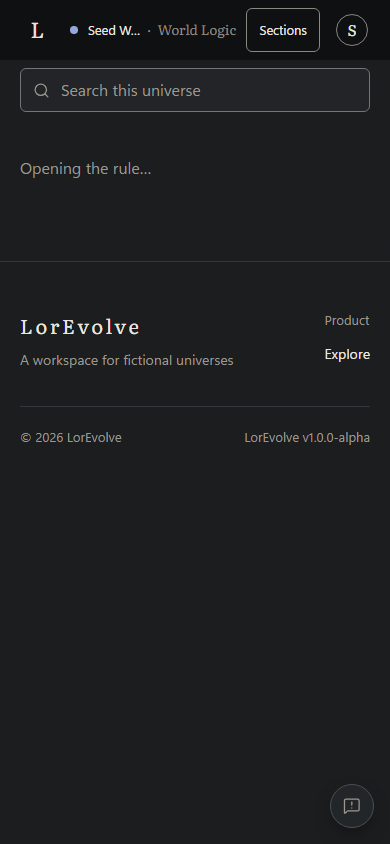 L
Seed W... · World Logic
Sections
S
Search this universe
Opening the rule...
LorEvolve
A workspace for fictional universes
Product
Explore
© 2026 LorEvolve
LorEvolve v1.0.0-alpha